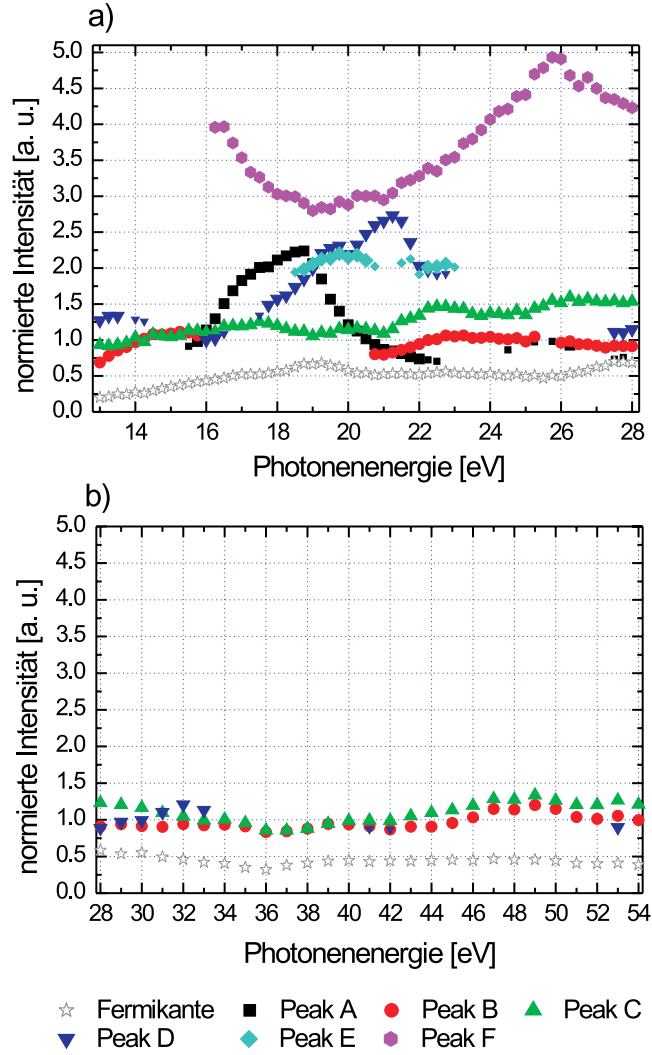 a)
5.0
4.5
4.0
3.5
3.0
2.5
2.0
1.5
1.0
0.5
0.0
normierte Intensität [a. u.]
14 16 18 20 22 24 26 28
Photonenenergie [eV]
b)
5.0
4.5
4.0
3.5
3.0
2.5
2.0
1.5
1.0
0.5
0.0
normierte Intensität [a. u.]
28 30 32 34 36 38 40 42 44 46 48 50 52 54
Photonenenergie [eV]
Fermikante Peak A Peak B Peak C
Peak D Peak E Peak F